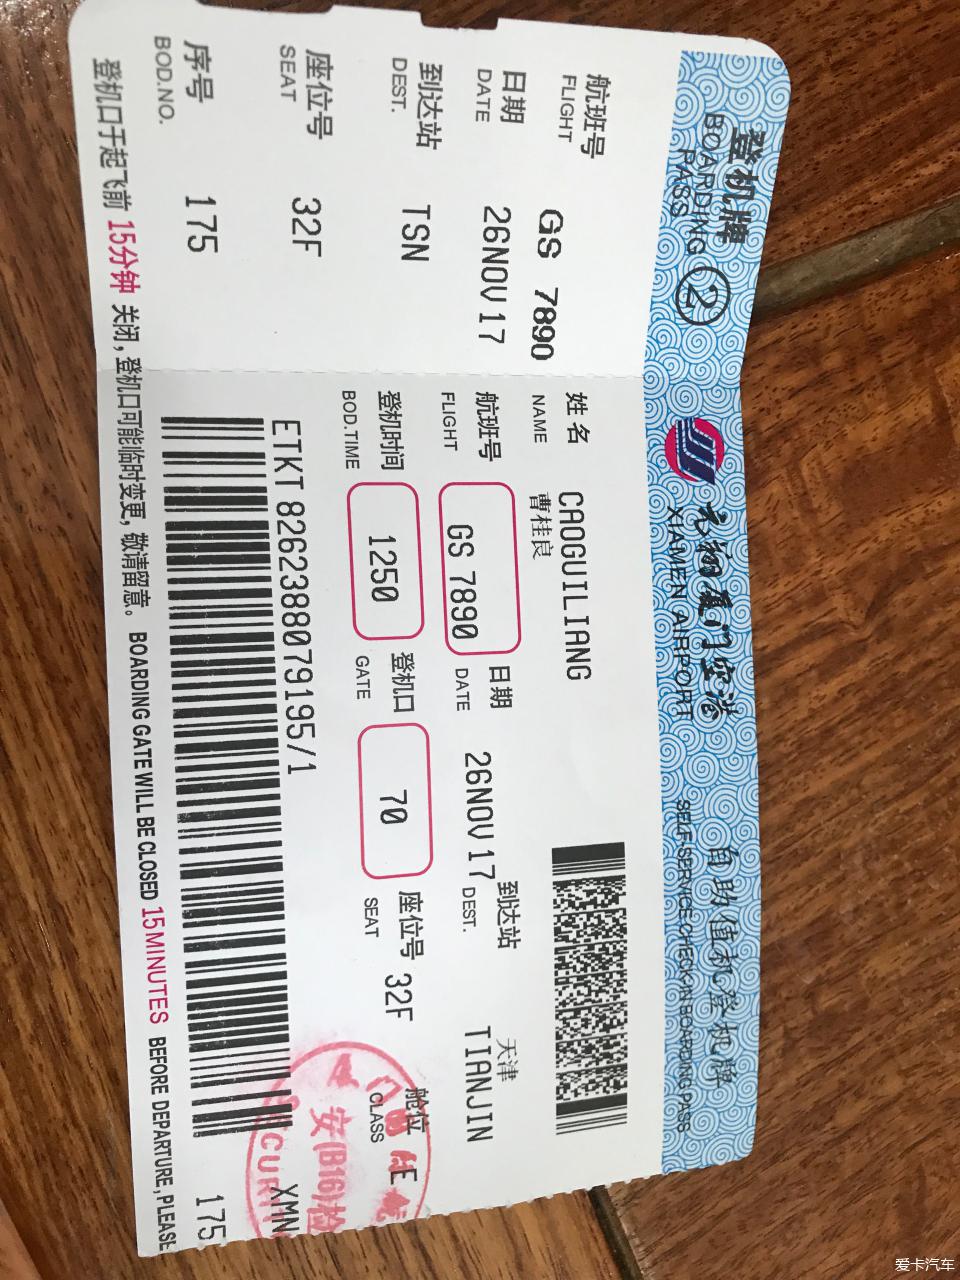 登机牌 ②
BOARDING PASS
元翔厦门空港
XIAMEN AIRPORT
自助值机登机牌
SELF-SERVICE CHECK-IN BOARDING PASS
航班号 GS 7890
FLIGHT
日期 26NOV17
DATE
到达站 TSN
DEST.
座位号 32F
SEAT
序号 175
BOD.NO.
姓名 CAOGUILIANG
NAME 曹桂良
航班号 GS 7890 日期 26NOV17 到达站 天津
FLIGHT DATE DEST. TIANJIN
登机时间 1250 登机口 70 座位号 32F 舱位 E
BOD.TIME GATE SEAT CLASS
ETKT 8262388079195/1 XMN
175
安(B16)检
登机口于起飞前 15分钟 关闭,登机口可能临时变更,敬请留意。 BOARDING GATE WILL BE CLOSED 15MINUTES BEFORE DEPARTURE, PLEASE
爱卡汽车